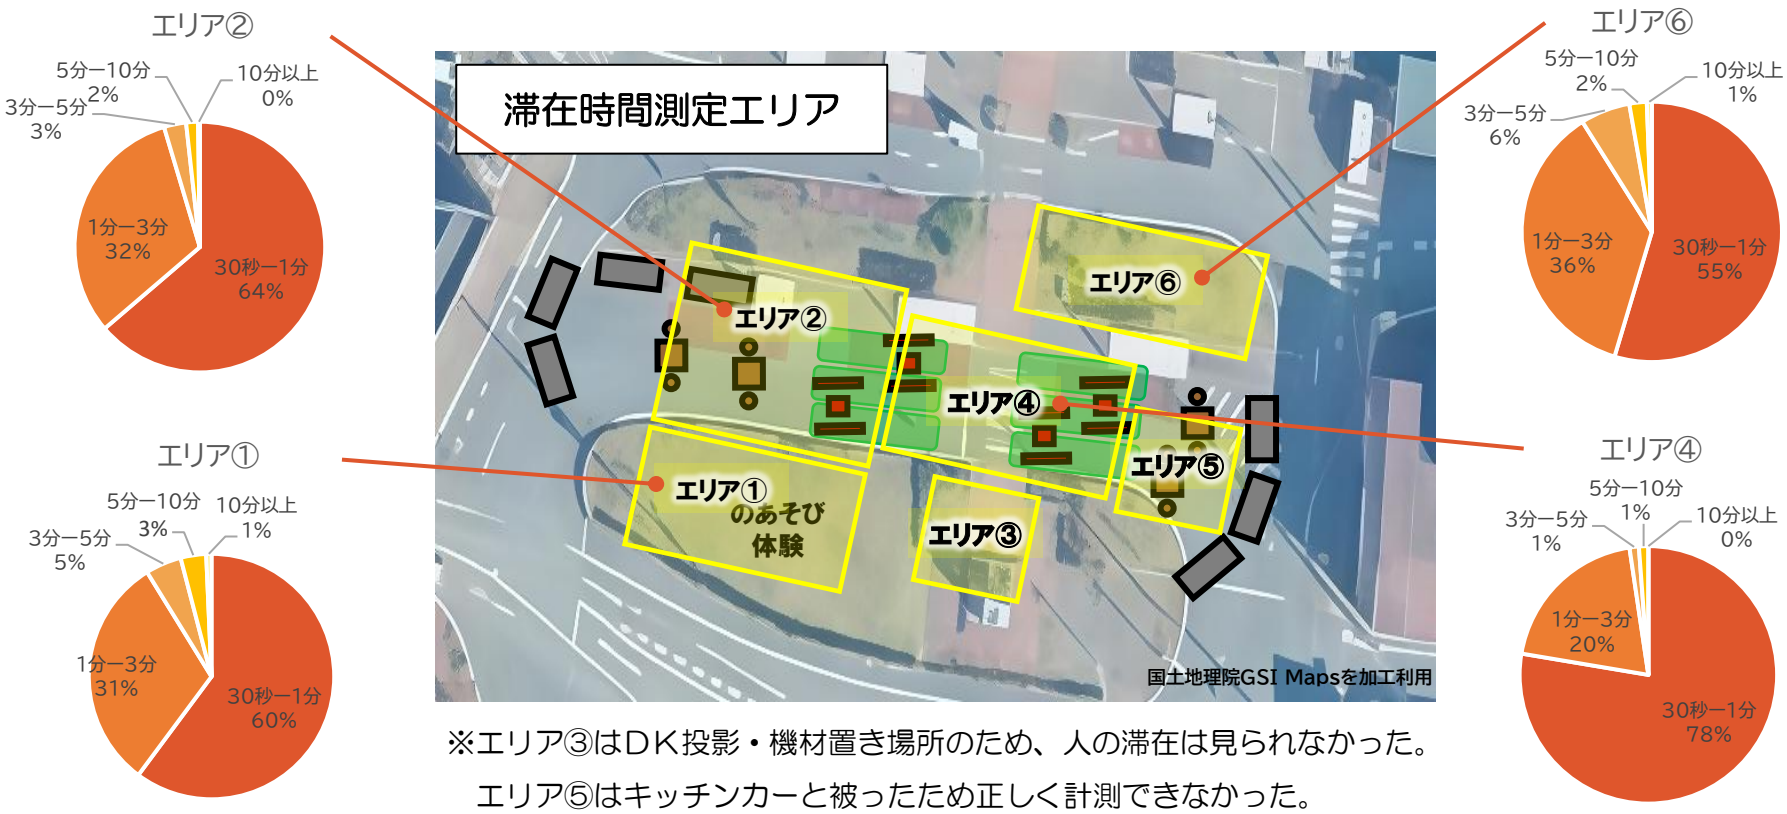 エリア②
5分ー10分
2%
10分以上
0%
3分ー5分
3%
1分ー3分
32%
30秒ー1分
64%
エリア①
5分ー10分
3%
10分以上
1%
3分ー5分
5%
1分ー3分
31%
30秒ー1分
60%
滞在時間測定エリア
エリア②
エリア⑥
エリア④
エリア⑤
エリア①
のあそび
体験
エリア③
国土地理院GSI Mapsを加工利用
エリア⑥
5分ー10分
2%
10分以上
1%
3分ー5分
6%
1分ー3分
36%
30秒ー1分
55%
エリア④
5分ー10分
1%
10分以上
0%
3分ー5分
1%
1分ー3分
20%
30秒ー1分
78%
※エリア③はDK投影・機材置き場所のため、人の滞在は見られなかった。
エリア⑤はキッチンカーと被ったため正しく計測できなかった。